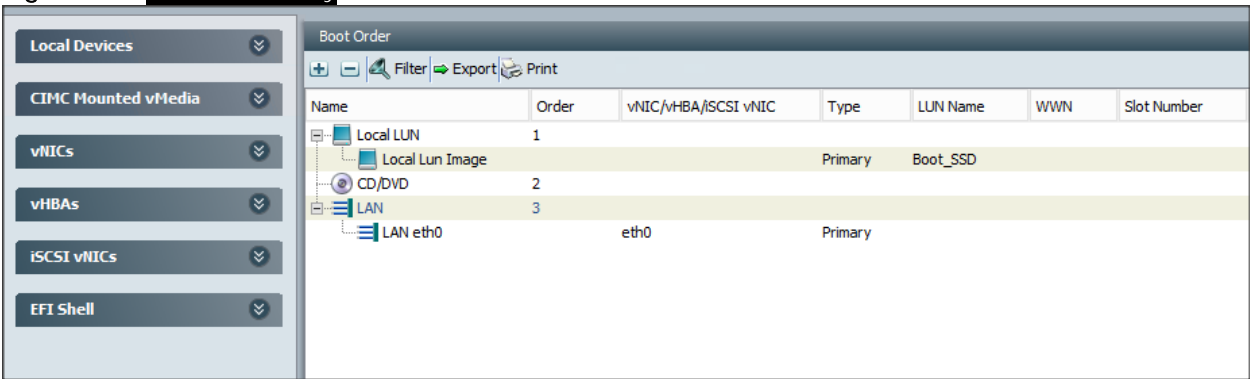 Local Devices
CIMC Mounted vMedia
vNICs
vHBAs
iSCSI vNICs
EFI Shell
Boot Order
Filter Export Print
Name Order vNIC/vHBA/iSCSI vNIC Type LUN Name WWN Slot Number
Local LUN 1
Local Lun Image Primary Boot_SSD
CD/DVD 2
LAN 3
LAN eth0 eth0 Primary